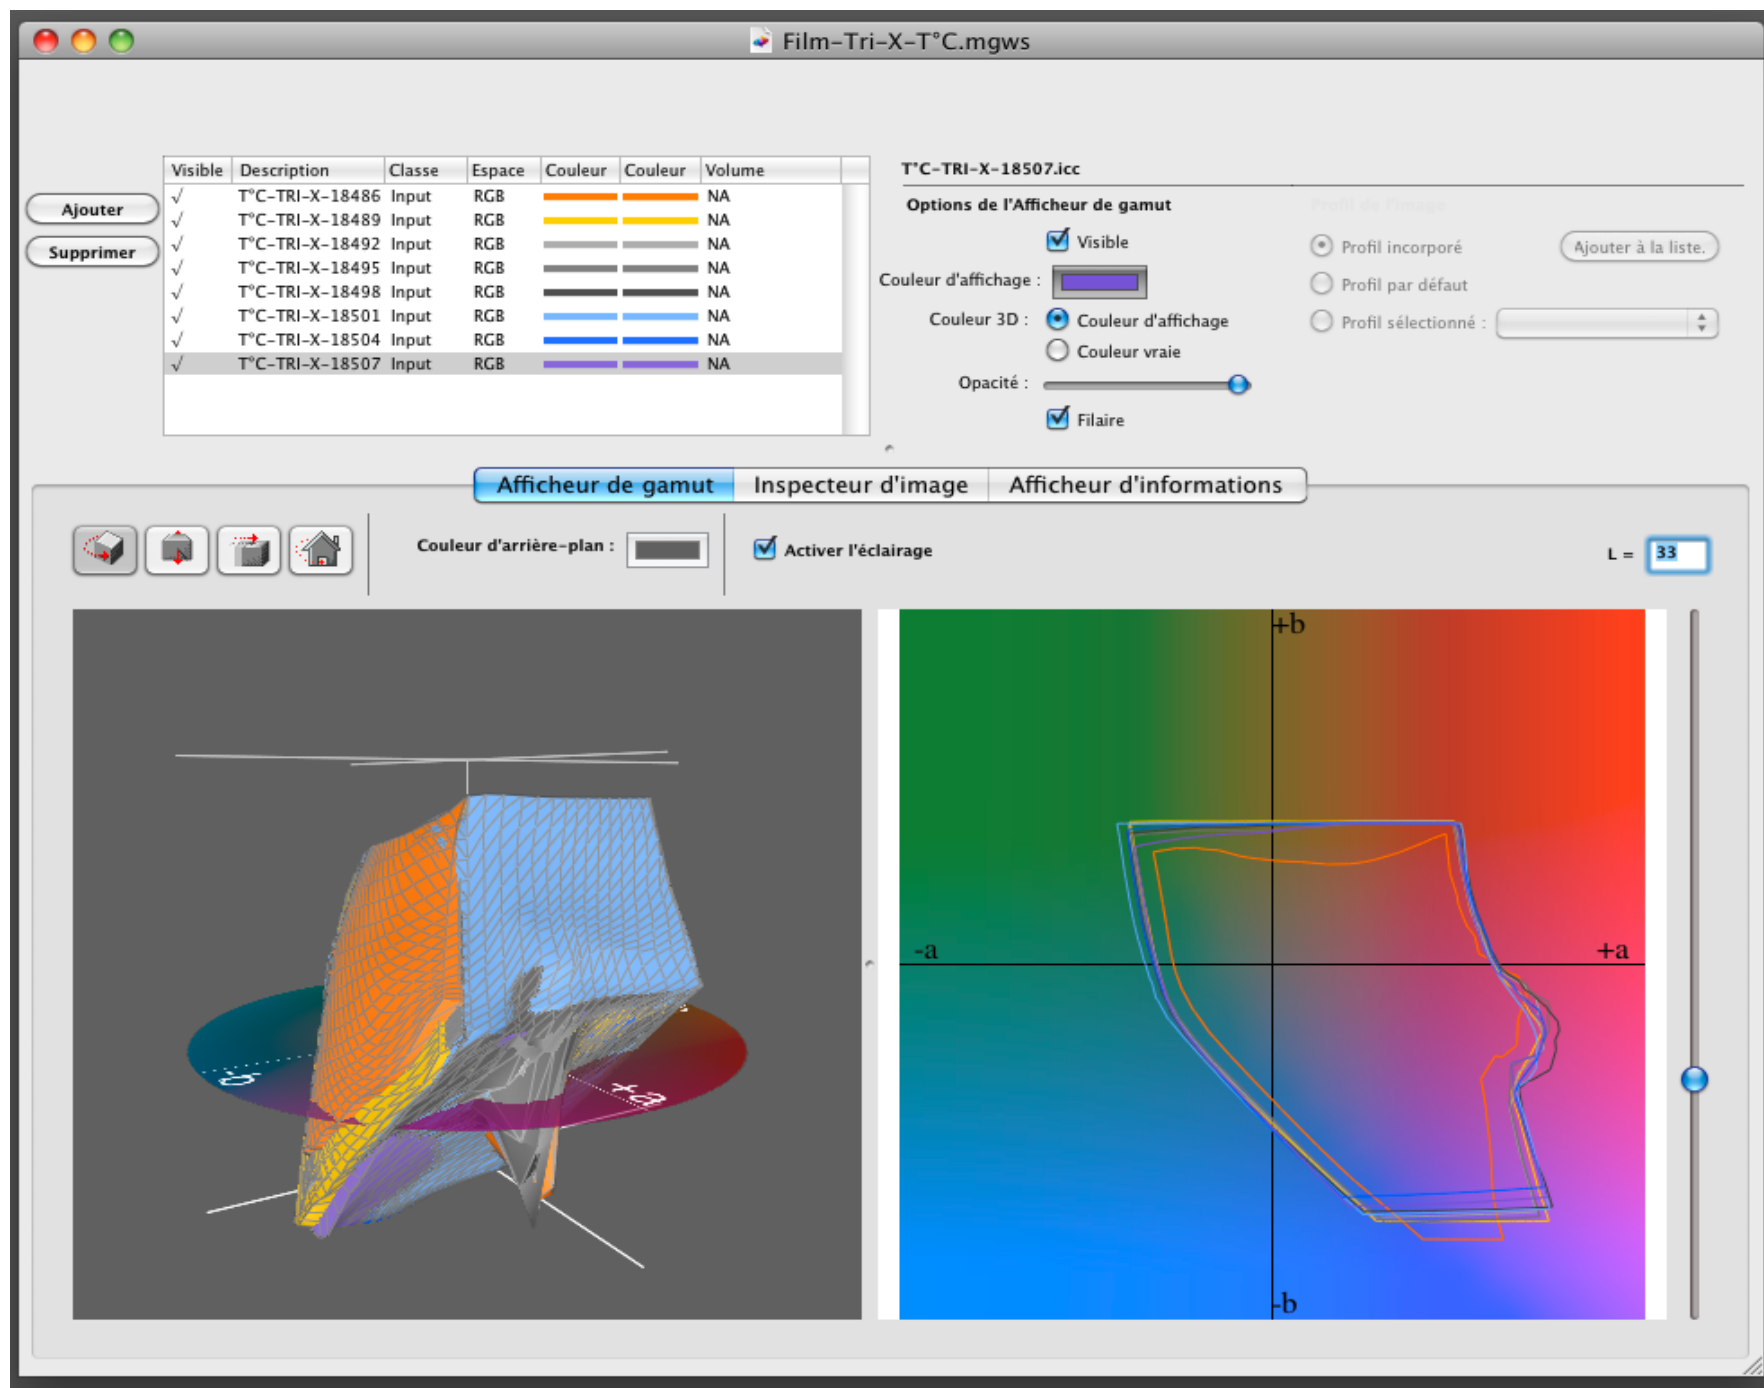 Film-Tri-X-T°C.mgws
Visible Description Classe Espace Couleur Couleur Volume
√ T°C-TRI-X-18486 Input RGB NA
√ T°C-TRI-X-18489 Input RGB NA
√ T°C-TRI-X-18492 Input RGB NA
√ T°C-TRI-X-18495 Input RGB NA
√ T°C-TRI-X-18498 Input RGB NA
√ T°C-TRI-X-18501 Input RGB NA
√ T°C-TRI-X-18504 Input RGB NA
√ T°C-TRI-X-18507 Input RGB NA
Ajouter
Supprimer
T°C-TRI-X-18507.icc
Options de l'Afficheur de gamut
Profil de l'image
Visible
Couleur d'affichage :
Couleur 3D : Couleur d'affichage
Couleur vraie
Opacité :
Filaire
Profil incorporé
Ajouter à la liste.
Profil par défaut
Profil sélectionné :
Afficheur de gamut Inspecteur d'image Afficheur d'informations
Couleur d'arrière-plan :
Activer l'éclairage
L = 33
-b
+a
+b
-a
+a
-b